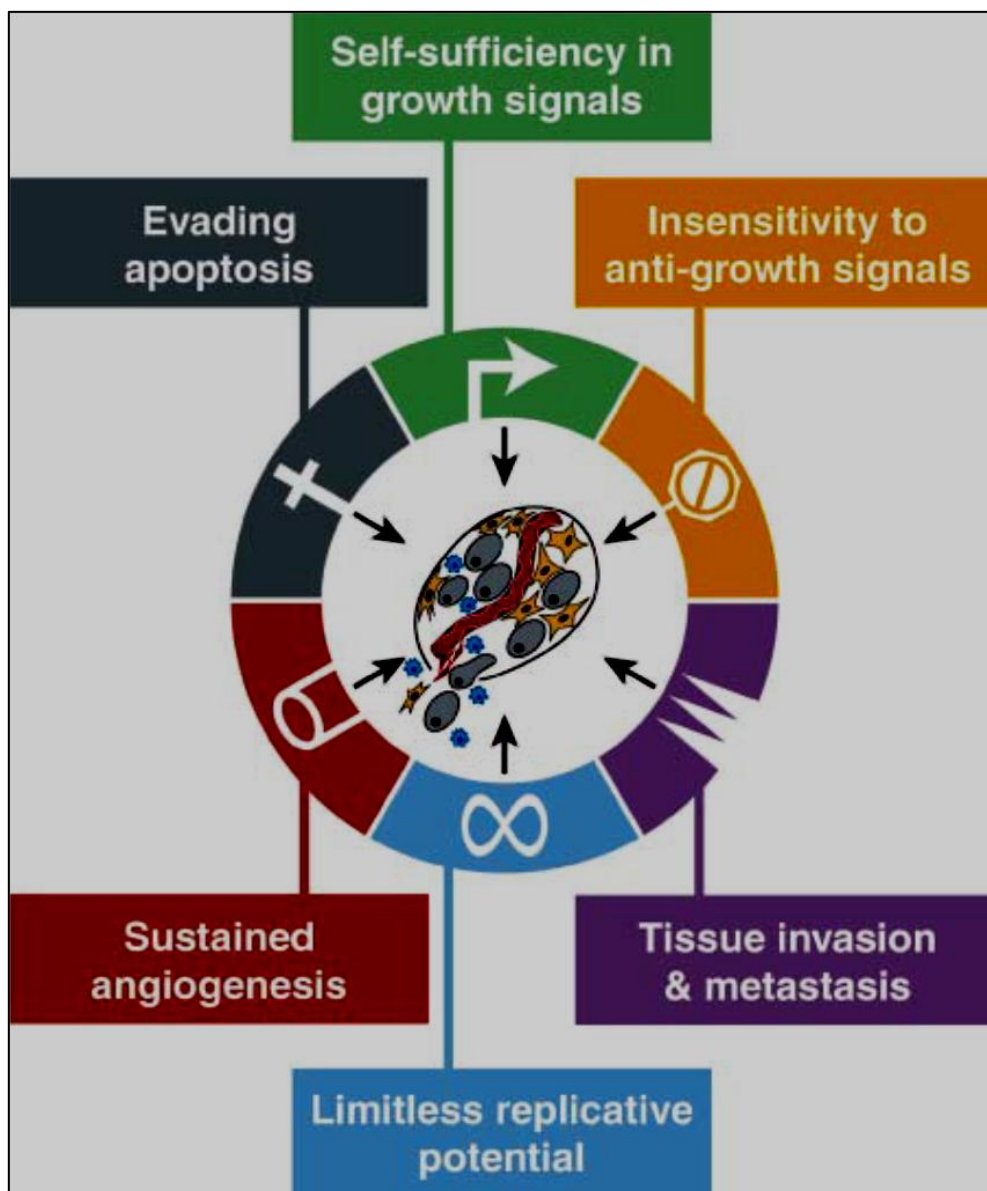 Self-sufficiency in
growth signals
Evading
apoptosis
Insensitivity to
anti-growth signals
Sustained
angiogenesis
Tissue invasion
& metastasis
Limitless replicative
potential